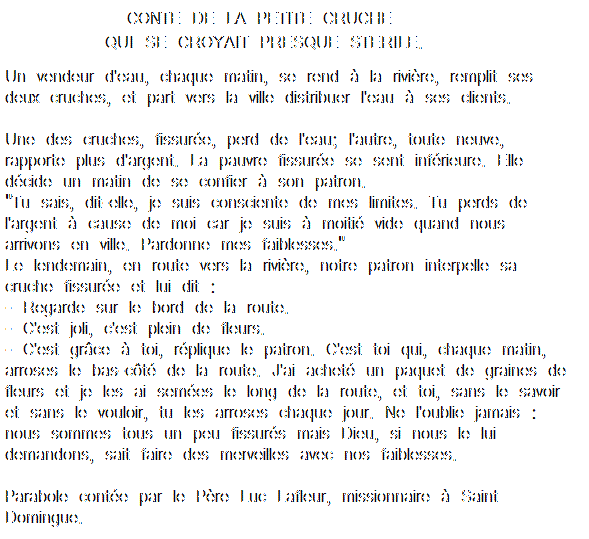 CONTE DE LA PETITE CRUCHE
QUI SE CROYAIT PRESQUE STERILE.
Un vendeur d'eau, chaque matin, se rend à la rivière, remplit ses
deux cruches, et part vers la ville distribuer l'eau à ses clients.
Une des cruches, fissurée, perd de l'eau; l'autre, toute neuve,
rapporte plus d'argent. La pauvre fissurée se sent inférieure. Elle
décide un matin de se confier à son patron.
"Tu sais, dit-elle, je suis consciente de mes limites. Tu perds de
l'argent à cause de moi car je suis à moitié vide quand nous
arrivons en ville. Pardonne mes faiblesses."
Le lendemain, en route vers la rivière, notre patron interpelle sa
cruche fissurée et lui dit :
- Regarde sur le bord de la route.
- C'est joli, c'est plein de fleurs.
- C'est grâce à toi, réplique le patron. C'est toi qui, chaque matin,
arroses le bas-côté de la route. J'ai acheté un paquet de graines de
fleurs et je les ai semées le long de la route, et toi, sans le savoir
et sans le vouloir, tu les arroses chaque jour. Ne l'oublie jamais :
nous sommes tous un peu fissurés mais Dieu, si nous le lui
demandons, sait faire des merveilles avec nos faiblesses.
Parabole contée par le Père Luc Lafleur, missionnaire à Saint
Domingue.